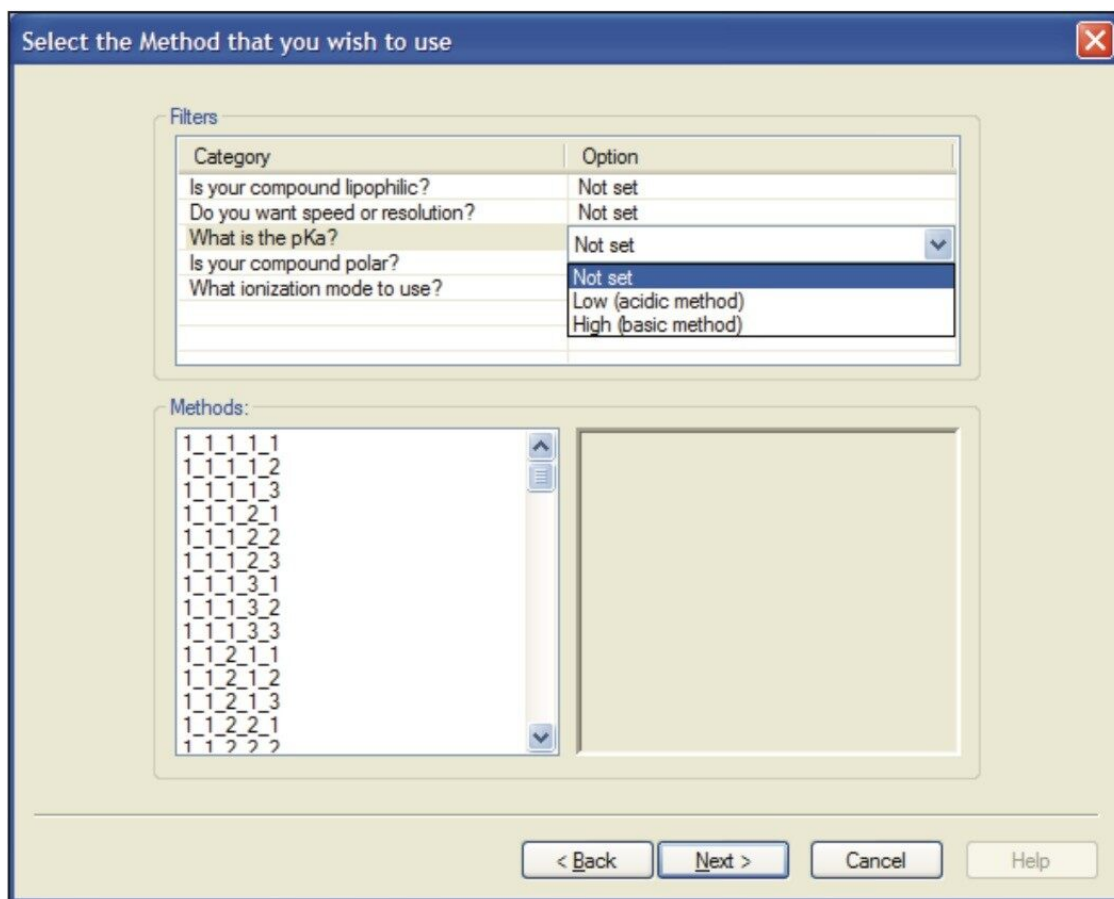 Select the Method that you wish to use
Filters
Category Option
Is your compound lipophilic? Not set
Do you want speed or resolution? Not set
What is the pKa? Not set
Is your compound polar? Not set
What ionization mode to use? Low (acidic method)
High (basic method)
Methods:
1_1_1_1_1
1_1_1_1_2
1_1_1_1_3
1_1_1_2_1
1_1_1_2_2
1_1_1_2_3
1_1_1_3_1
1_1_1_3_2
1_1_1_3_3
1_1_2_1_1
1_1_2_1_2
1_1_2_1_3
1_1_2_2_1
1_1_2_2_2
< Back Next > Cancel Help